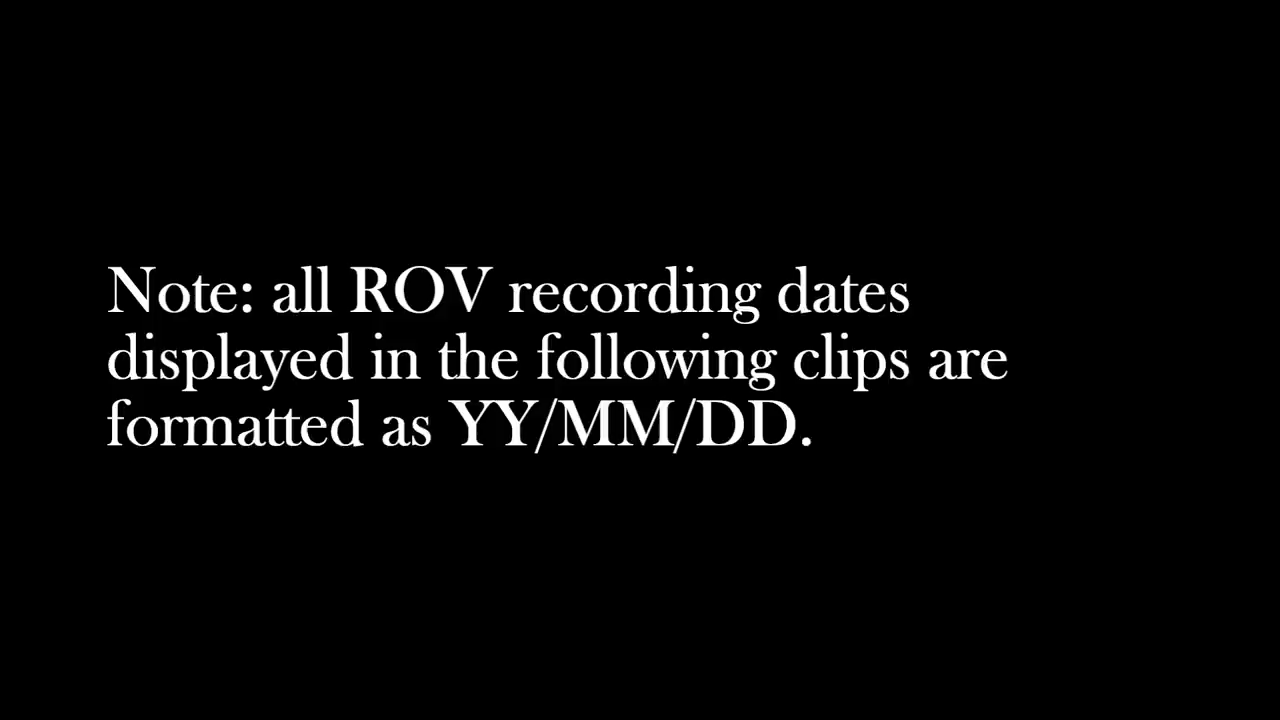 Note: all ROV recording dates
displayed in the following clips are
formatted as YY/MM/DD.